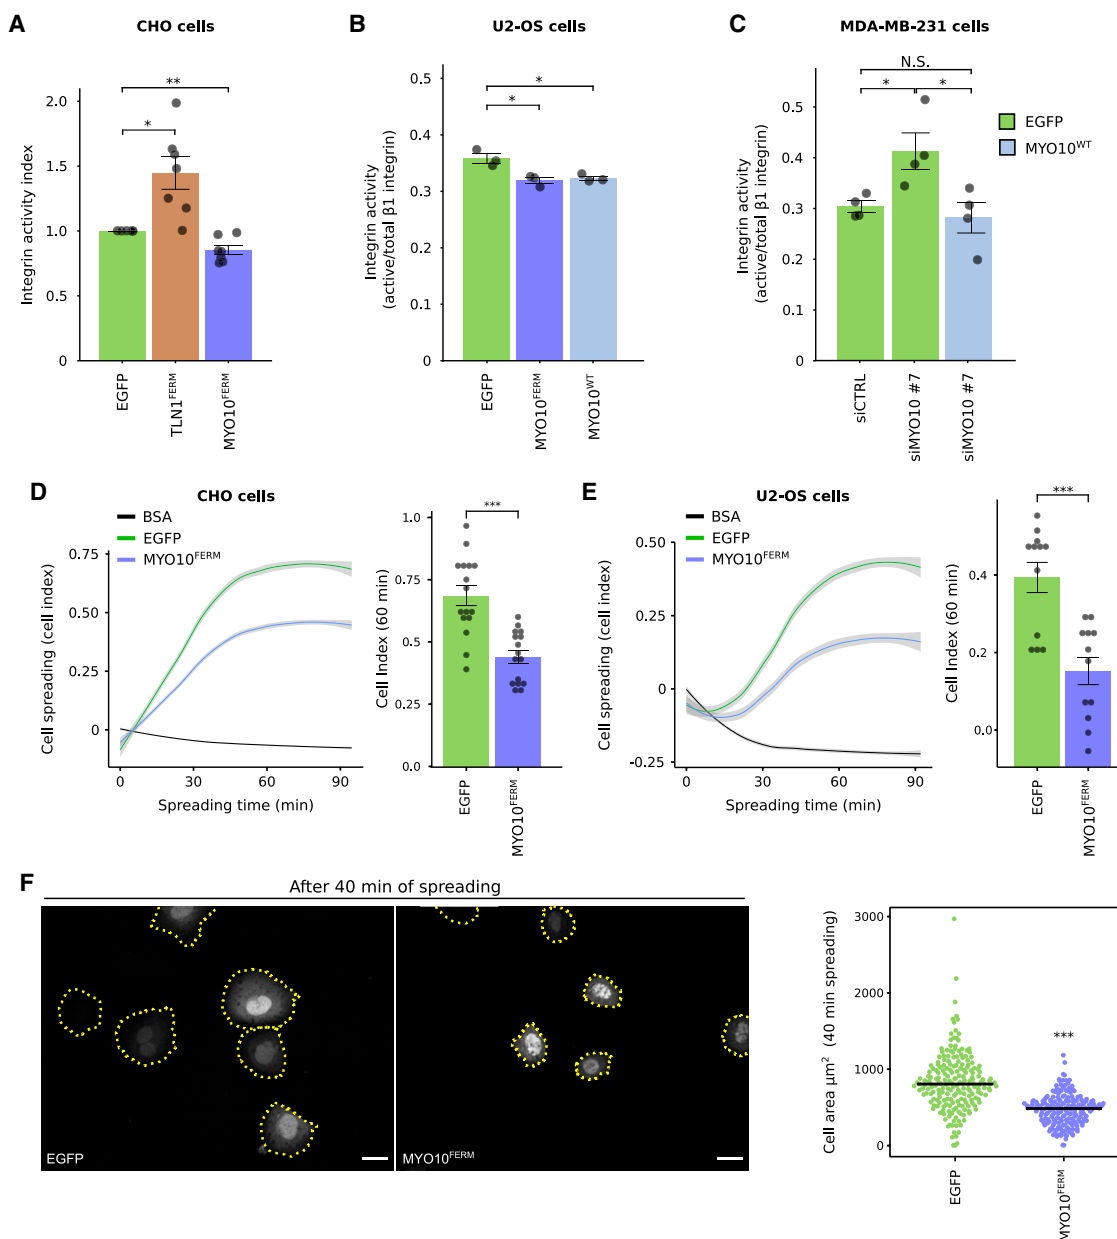 A
CHO cells
Integrin activity index
2.0
1.5
1.0
0.5
0
**
*
EGFP
TLN1FERM
MYO10FERM
B
U2-OS cells
Integrin activity
(active/total β1 integrin)
0.5
0.4
0.3
0.2
0.1
0
*
*
EGFP
MYO10FERM
MYO10WT
C
MDA-MB-231 cells
Integrin activity
(active/total β1 integrin)
0.5
0.4
0.3
0.2
0.1
0
N.S.
*
*
siCTRL
siMYO10 #7
siMYO10 #7
EGFP
MYO10WT
D
CHO cells
BSA
EGFP
MYO10FERM
Cell spreading (cell index)
0.75
0.50
0.25
0
0
30
60
90
Spreading time (min)
Cell Index (60 min)
1.0
0.75
0.5
0.25
0.0
***
EGFP
MYO10FERM
E
U2-OS cells
BSA
EGFP
MYO10FERM
Cell spreading (cell index)
0.50
0.25
0
-0.25
0
30
60
90
Spreading time (min)
Cell Index (60 min)
0.4
0.2
0.0
***
EGFP
MYO10FERM
F
After 40 min of spreading
EGFP
MYO10FERM
Cell area µm² (40 min spreading)
3000
2000
1000
0
***
EGFP
MYO10FERM